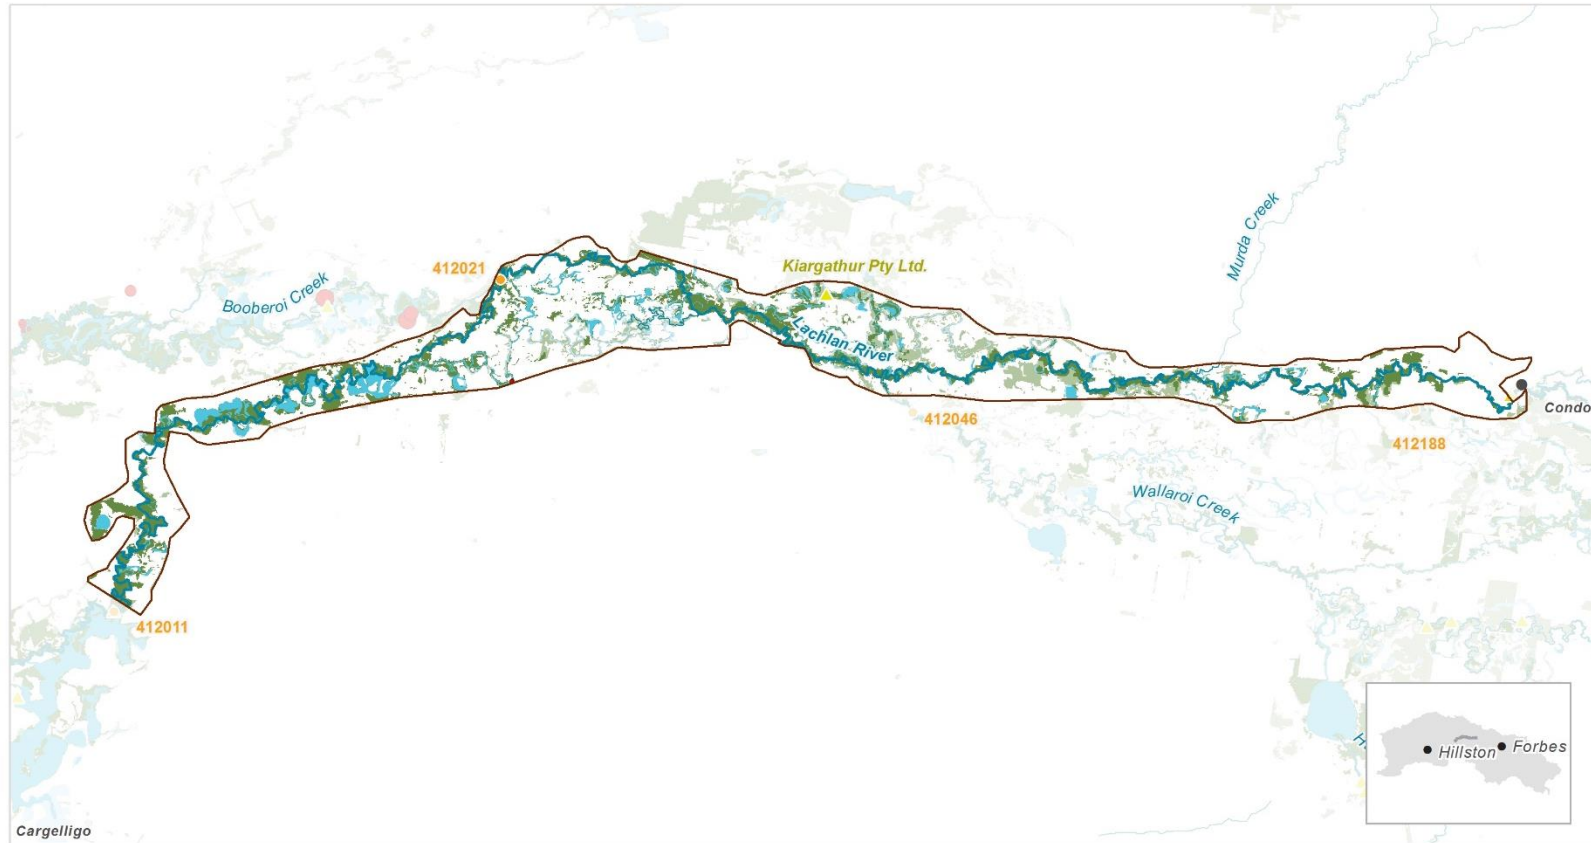 Murda Creek
412021
Kiargathur Pty Ltd.
Booberoi Creek
Lachlan River
Condo
412046
412188
Wallaroi Creek
412011
H
Hillston
Forbes
Cargelligo